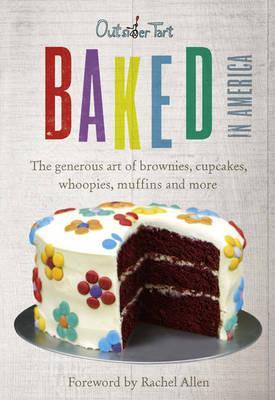 Outsider Tart
BAKED
IN AMERICA
The generous art of brownies, cupcakes,
whoopies, muffins and more
Foreword by Rachel Allen